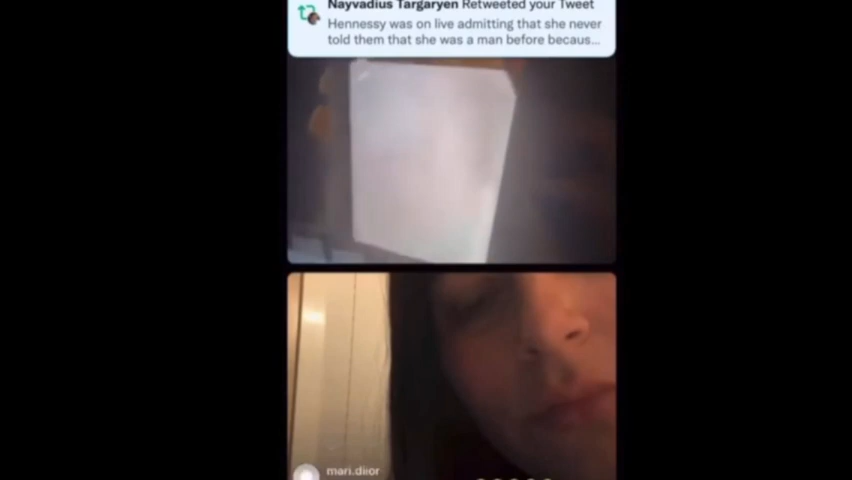 Nayvadius Targaryen Retweeted your Tweet
Hennessy was on live admitting that she never
told them that she was a man before becaus...
mari.diior